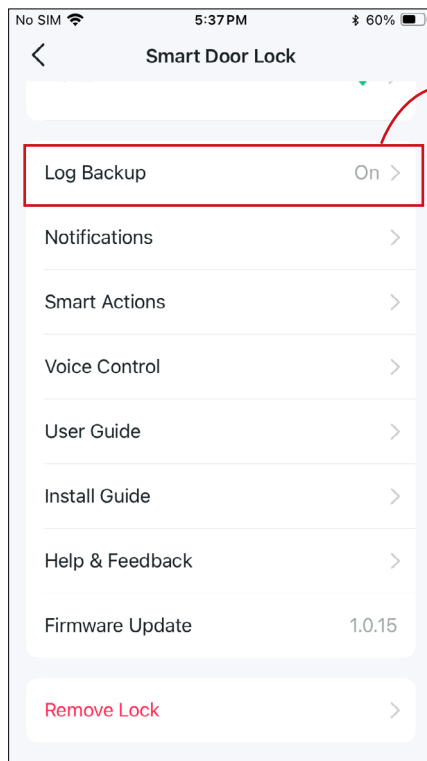 No SIM 5:37 PM 60%
Smart Door Lock
Log Backup On
Notifications
Smart Actions
Voice Control
User Guide
Install Guide
Help & Feedback
Firmware Update 1.0.15
Remove Lock